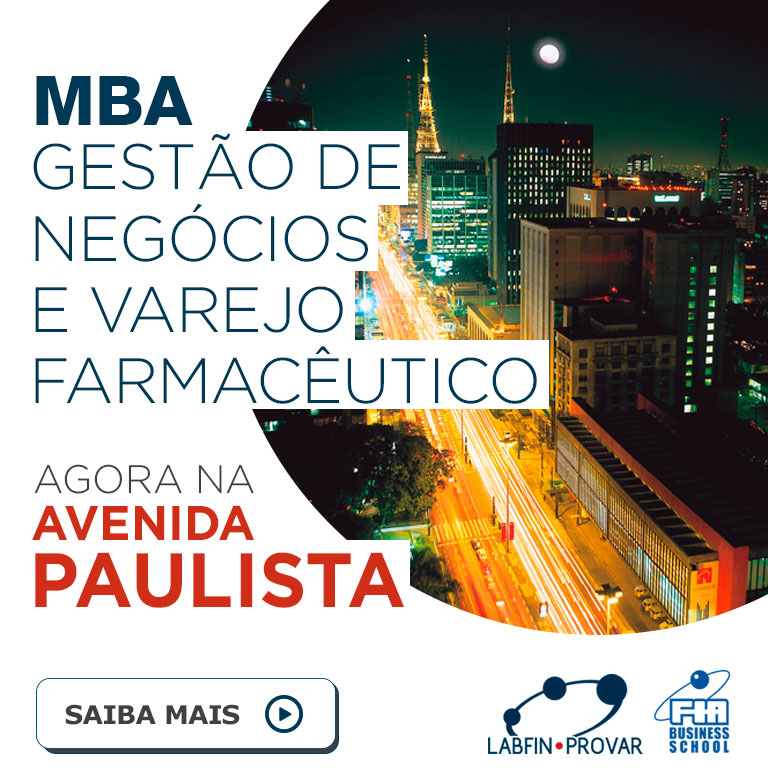 MBA
GESTÃO DE
NEGÓCIOS
E VAREJO
FARMACÊUTICO
AGORA NA
AVENIDA
PAULISTA
SAIBA MAIS
LABFIN•PROVAR
FIA
BUSINESS
SCHOOL